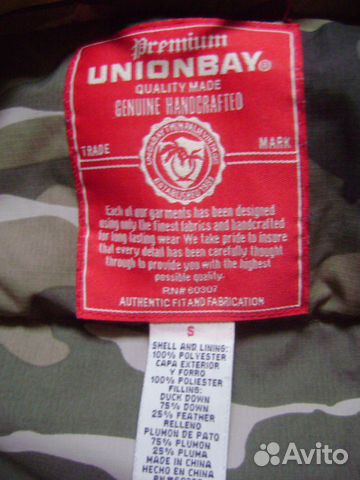 Premium
UNIONBAY®
QUALITY MADE
GENUINE HANDCRAFTED
TRADE MARK
UNIONBAY TWIN PALM
ESTABLISHED
Each of our garments has been designed
using only the finest fabrics and handcrafted
for long lasting wear We take pride to insure
that every detail has been carefully thought
through to provide you with the highest
possible quality.
R.N# 60307
AUTHENTIC FIT AND FABRICATION
S
SHELL AND LINING:
100% POLYESTER
CAPA EXTERIOR
Y FORRO
100% POLIESTER
FILLING:
DUCK DOWN
75% DOWN
25% FEATHER
RELLENO
PLUMON DE PATO
75% PLUMON
25% PLUMA
MADE IN CHINA
HECHO EN CHINA
Avito